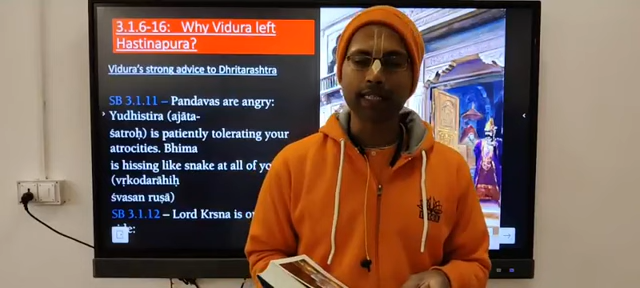 3.1.6-16: Why Vidura left
Hastinapura?
Vidura's strong advice to Dhritarashtra
SB 3.1.11 – Pandavas are angry:
Yudhistira (ajāta-
śatroḥ) is patiently tolerating your
atrocities. Bhima
is hissing like snake at all of
(vṛkodarāhiḥ
śvasan ruṣā)
SB 3.1.12 – Lord Krsna is